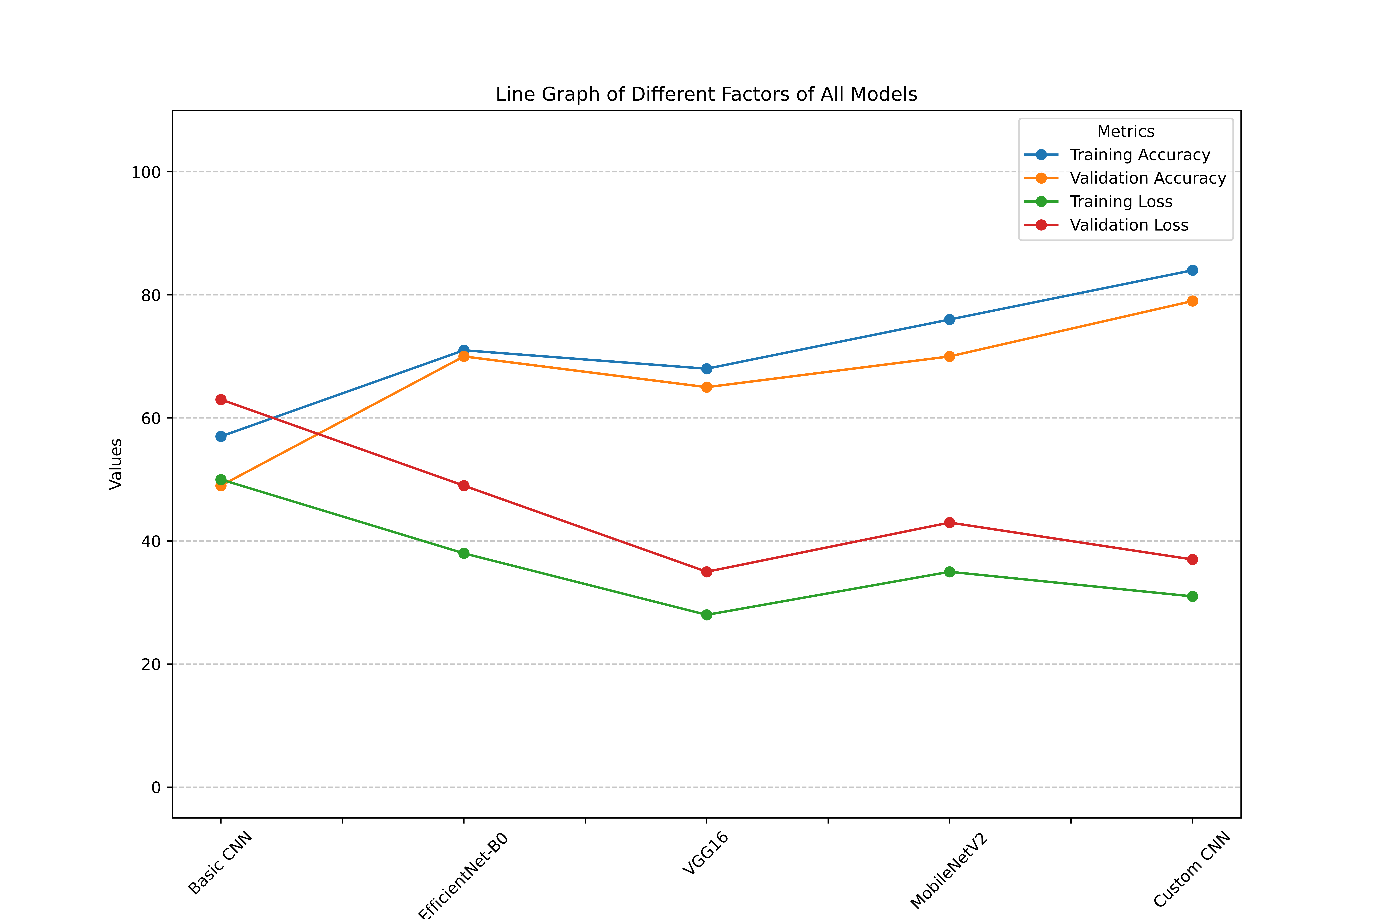 Line Graph of Different Factors of All Models
Metrics
Training Accuracy
Validation Accuracy
Training Loss
Validation Loss
100
80
60
40
20
0
Values
Basic CNN
EfficientNet-B0
VGG16
MobileNetV2
Custom CNN